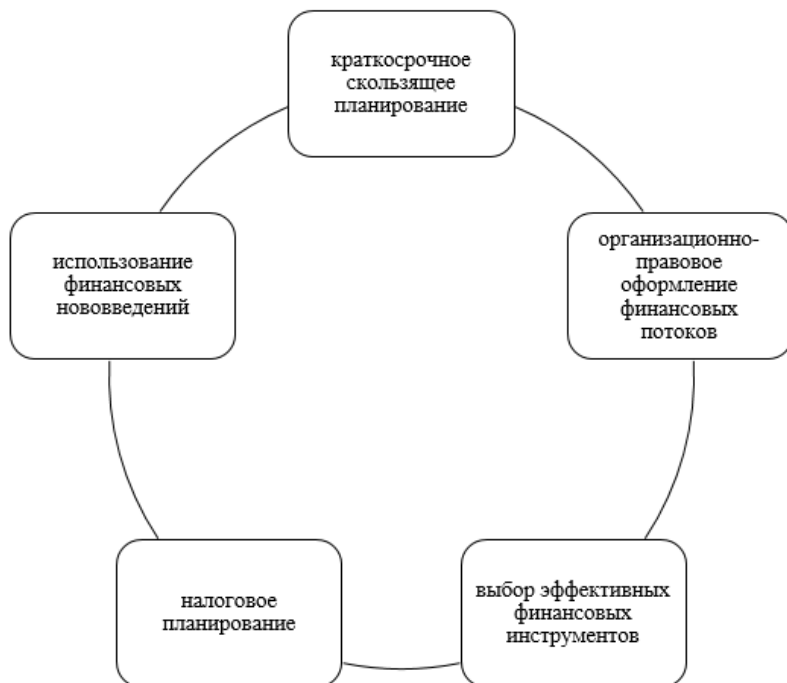 краткосрочное
скользящее
планирование
организационно-
правовое
оформление
финансовых
потоков
выбор эффективных
финансовых
инструментов
налоговое
планирование
использование
финансовых
нововведений